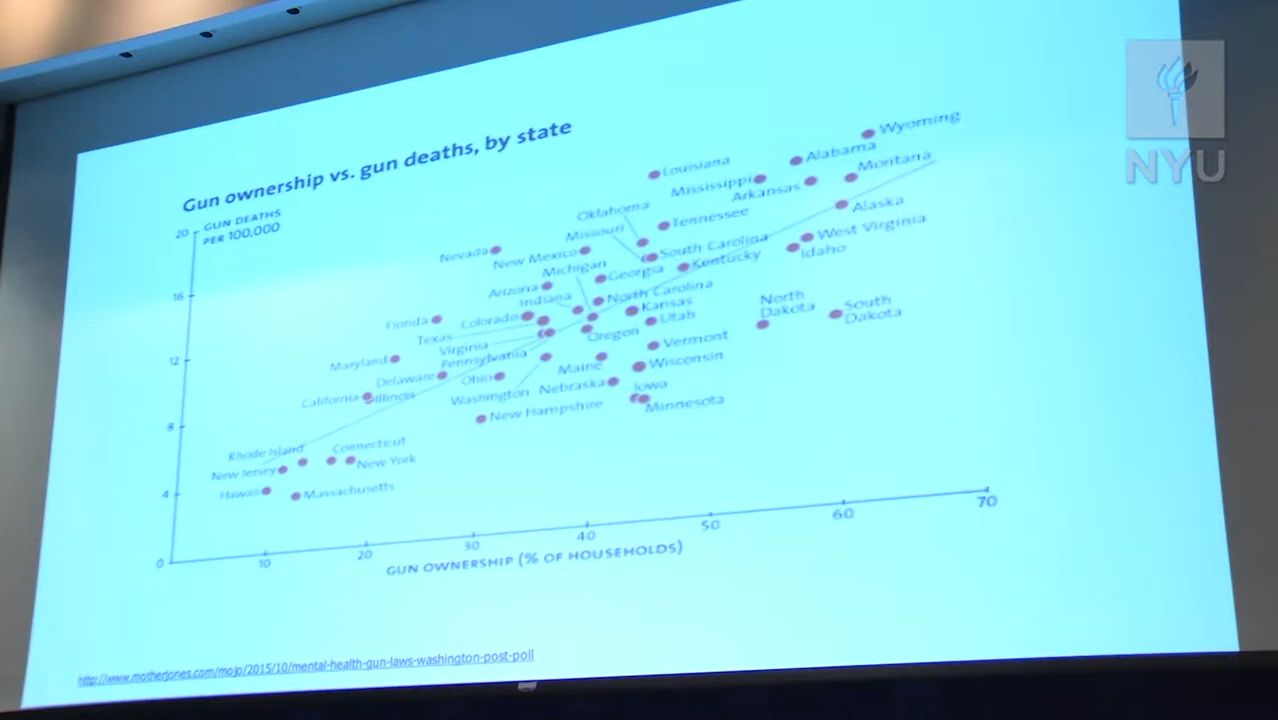 NYU
Gun ownership vs. gun deaths, by state
GUN DEATHS
PER 100,000
20
16
12
8
4
0
10
20
30
40
50
60
70
GUN OWNERSHIP (% OF HOUSEHOLDS)
Wyoming
Alabama
Louisiana
Montana
Mississippi
Arkansas
Oklahoma
Tennessee
Alaska
Missouri
West Virginia
Nevada
New Mexico
South Carolina
Idaho
Michigan
Georgia
Kentucky
Arizona
Indiana
North Carolina
Kansas
North
Dakota
South
Dakota
Florida
Colorado
Utah
Texas
Oregon
Virginia
Vermont
Maryland
Pennsylvania
Maine
Wisconsin
Delaware
Ohio
Nebraska
Iowa
California
Illinois
Washington
Minnesota
New Hampshire
Rhode Island
Connecticut
New Jersey
New York
Hawaii
Massachusetts
http://www.motherjones.com/mojo/2015/10/mental-health-gun-laws-washington-post-poll